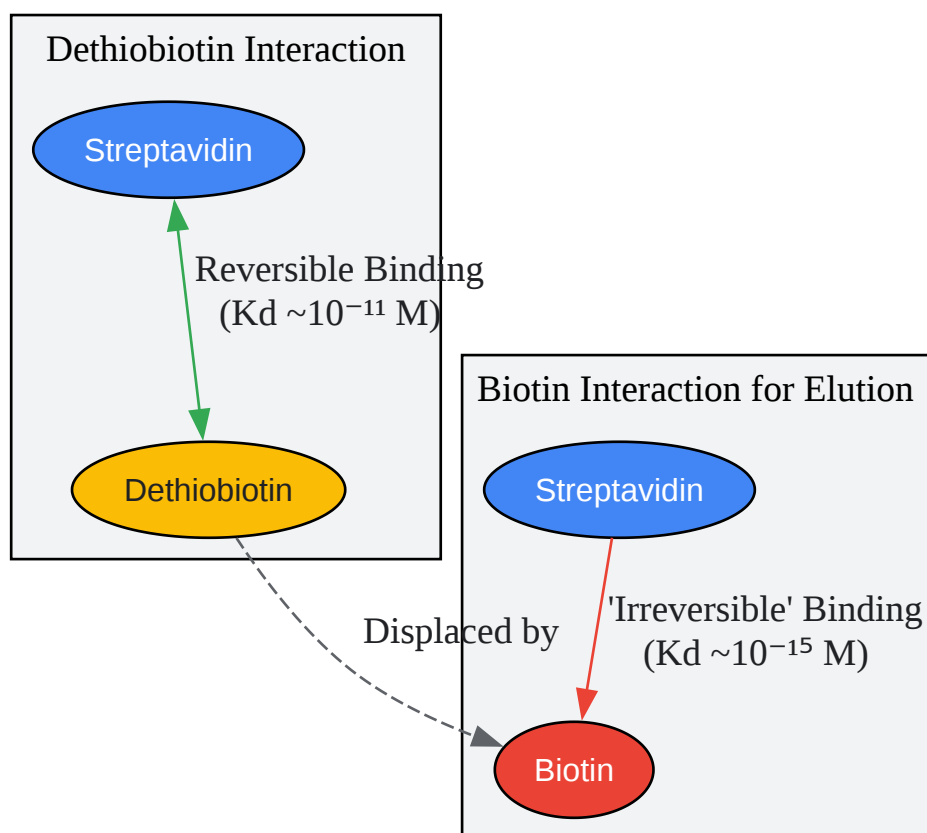 Dethiobiotin Interaction
Streptavidin
Reversible Binding
(Kd ~10⁻¹¹ M)
Dethiobiotin
Displaced by
Biotin Interaction for Elution
Streptavidin
'Irreversible' Binding
(Kd ~10⁻¹⁵ M)
Biotin